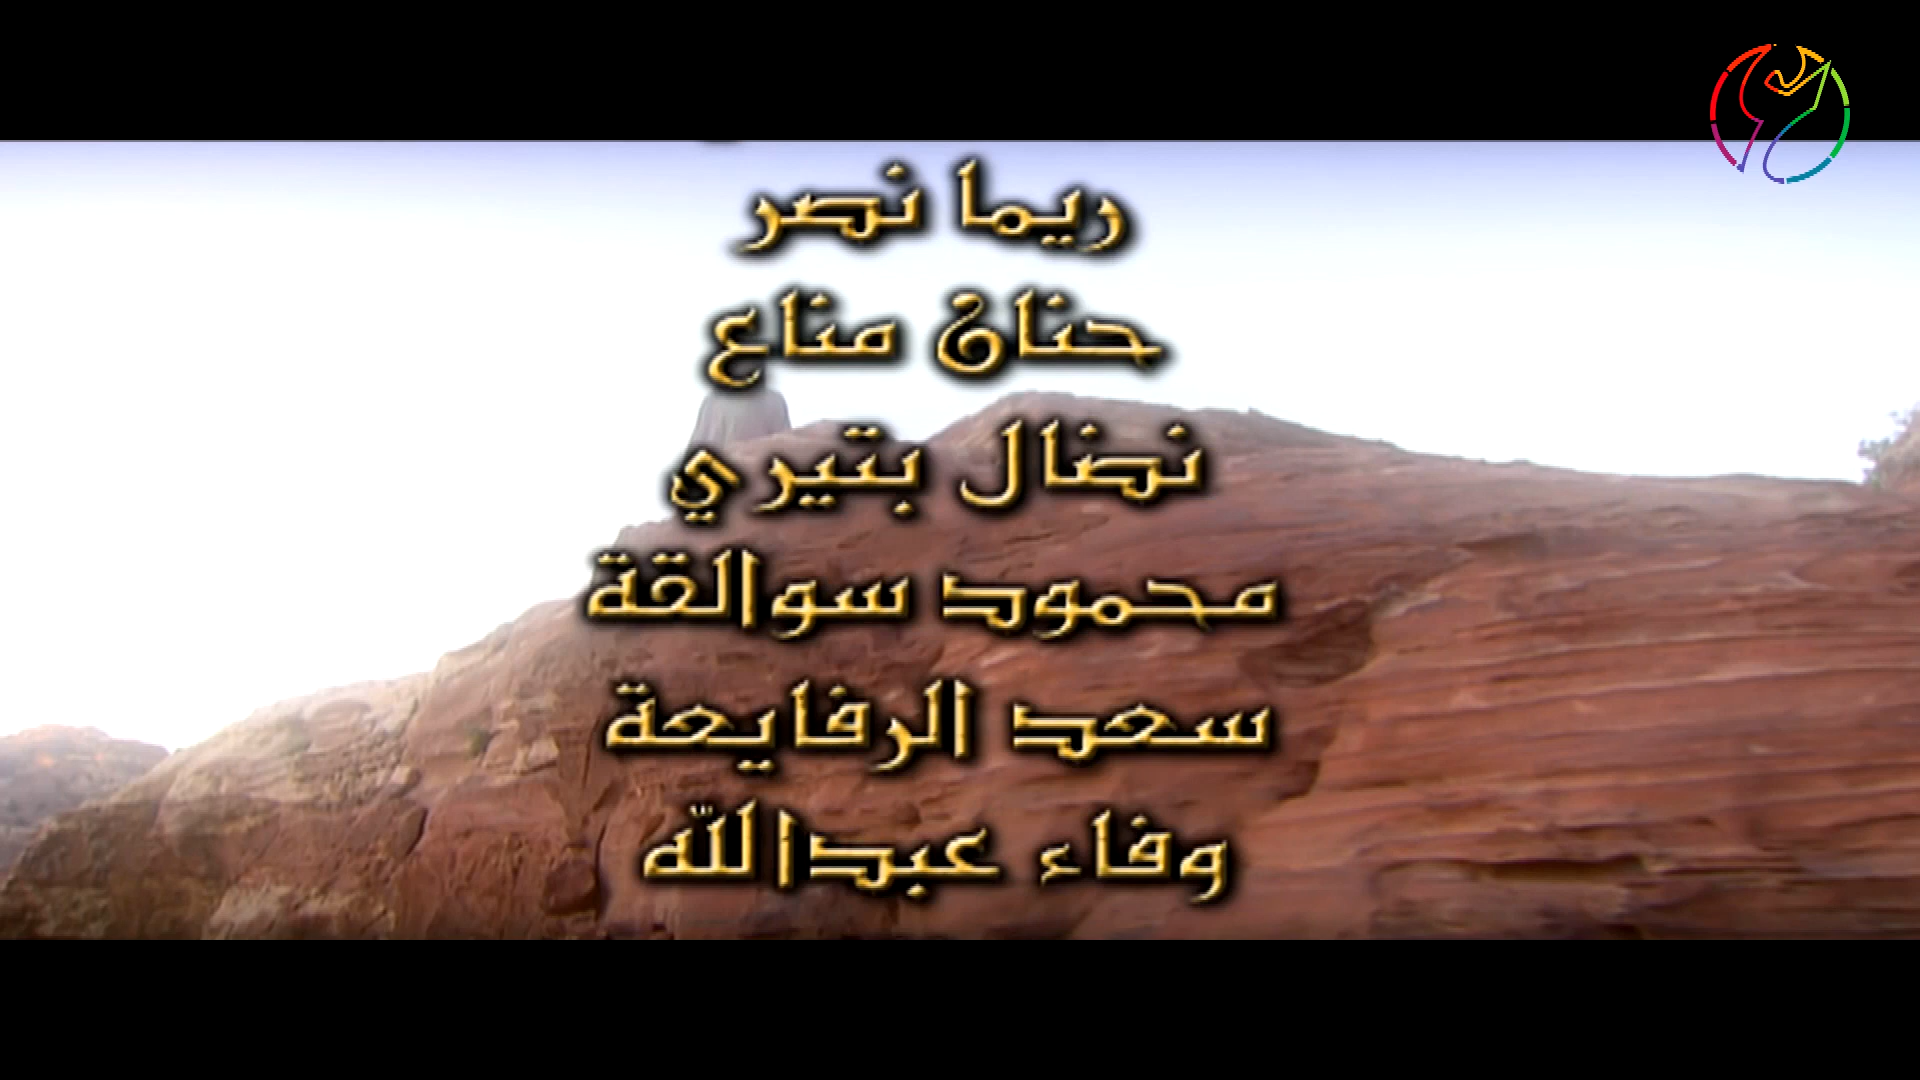 ريما نصر
حنان مناع
نضال بتيري
محمود سوالقة
سعد الرفايعة
وفاء عبدالله